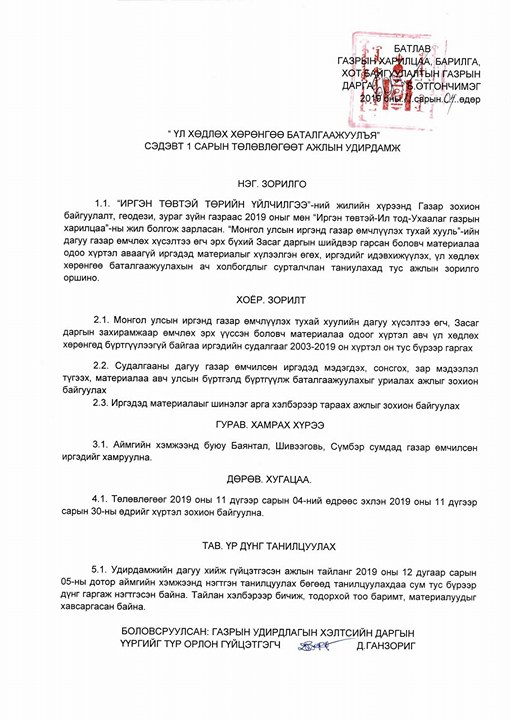 БАТЛАВ
ГАЗРЫН ХАРИЛЦАА, БАРИЛГА,
ХОТ БАЙГУУЛАЛТЫН ГАЗРЫН
ДАРГА Б.ОТГОНЧИМЭГ
2019 оны 11 сарын 04 өдөр
“ ҮЛ ХӨДЛӨХ ХӨРӨНГӨӨ БАТАЛГААЖУУЛЪЯ”
СЭДЭВТ 1 САРЫН ТӨЛӨВЛӨГӨӨТ АЖЛЫН УДИРДАМЖ
НЭГ. ЗОРИЛГО
1.1. “ИРГЭН ТӨВТЭЙ ТӨРИЙН ҮЙЛЧИЛГЭЭ”-ний жилийн хүрээнд Газар зохион
байгуулалт, геодези, зураг зүйн газраас 2019 оныг мөн “Иргэн төвтэй-Ил тод-Ухаалаг газрын
харилцаа”-ны жил болгож зарласан. “Монгол улсын иргэнд газар өмчлүүлэх тухай хууль”-ийн
дагуу газар өмчлөх хүсэлтээ өгч эрх бүхий Засаг даргын шийдвэр гарсан боловч материалаа
одоо хүртэл аваагүй иргэдэд материалыг хүлээлгэн өгөх, иргэдийг идэвхижүүлэх, үл хөдлөх
хөрөнгөө баталгаажуулахын ач холбогдлыг сурталчлан таниулахад тус ажлын зорилго
оршино.
ХОЁР. ЗОРИЛТ
2.1. Монгол улсын иргэнд газар өмчлүүлэх тухай хуулийн дагуу хүсэлтээ өгч, Засаг
даргын захирамжаар өмчлөх эрх үүссэн боловч материалаа одоог хүртэл авч үл хөдлөх
хөрөнгөд бүртгүүлээгүй байгаа иргэдийн судалгааг 2003-2019 он хүртэл он тус бүрээр гаргах
2.2. Судалгааны дагуу газар өмчилсөн иргэдэд мэдэгдэх, сонсгох, зар мэдээлэл
түгээх, материалаа авч улсын бүртгэлд бүртгүүлж баталгаажуулахыг уриалах ажлыг зохион
байгуулах
2.3. Иргэдэд материалаыг шинэлэг арга хэлбэрээр тараах ажлыг зохион байгуулах
ГУРАВ. ХАМРАХ ХҮРЭЭ
3.1. Аймгийн хэмжээнд буюу Баянтал, Шивээговь, Сүмбэр сумдад газар өмчилсөн
иргэдийг хамруулна.
ДӨРӨВ. ХУГАЦАА.
4.1. Төлөвлөгөөг 2019 оны 11 дүгээр сарын 04-ний өдрөөс эхлэн 2019 оны 11 дүгээр
сарын 30-ны өдрийг хүртэл зохион байгуулна.
ТАВ. ҮР ДҮНГ ТАНИЛЦУУЛАХ
5.1. Удирдамжийн дагуу хийж гүйцэтгэсэн ажлын тайланг 2019 оны 12 дугаар сарын
05-ны дотор аймгийн хэмжээнд нэгтгэн танилцуулах бөгөөд танилцуулахдаа сум тус бүрээр
дүнг гаргаж нэгтгэсэн байна. Тайлан хэлбэрээр бичиж, тодорхой тоо баримт, материалуудыг
хавсаргасан байна.
БОЛОВСРУУЛСАН: ГАЗРЫН УДИРДЛАГЫН ХЭЛТСИЙН ДАРГЫН
ҮҮРГИЙГ ТҮР ОРЛОН ГҮЙЦЭТГЭГЧ Д.ГАНЗОРИГ